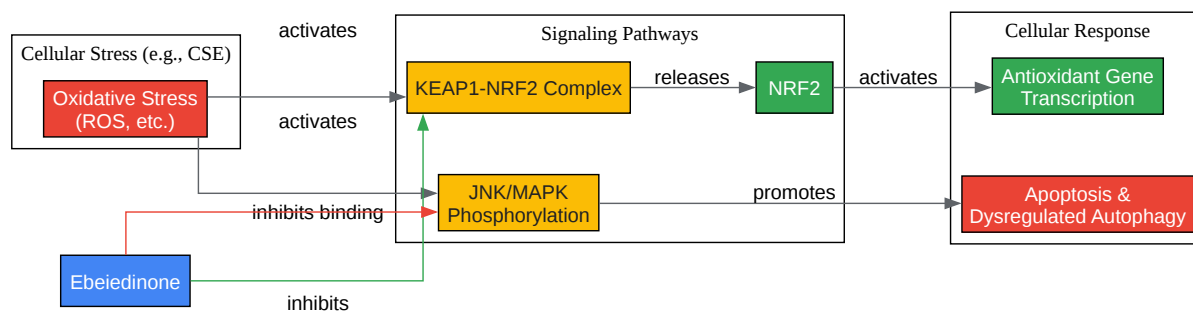 Cellular Stress (e.g., CSE)
Oxidative Stress
(ROS, etc.)
activates
activates
Signaling Pathways
KEAP1-NRF2 Complex
releases
NRF2
activates
JNK/MAPK
Phosphorylation
promotes
Cellular Response
Antioxidant Gene
Transcription
Apoptosis &
Dysregulated Autophagy
inhibits binding
Ebeiedinone
inhibits